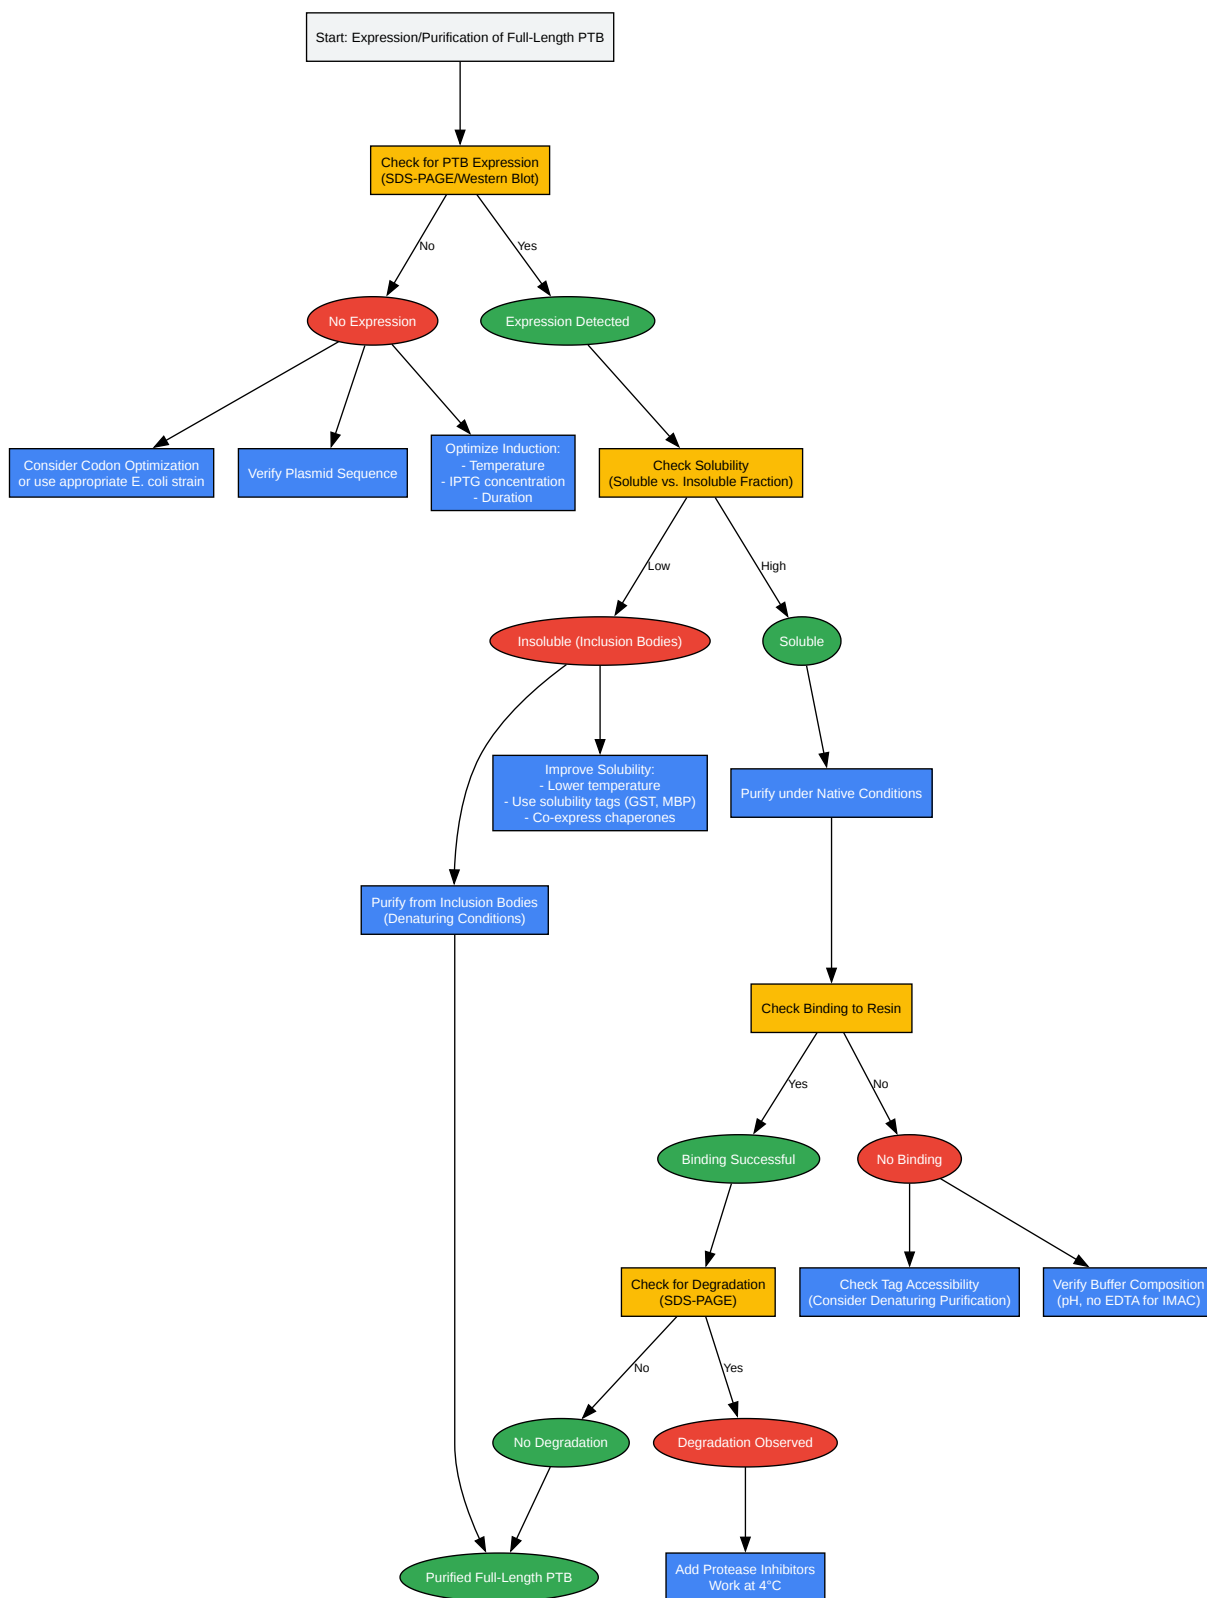 Start: Expression/Purification of Full-Length PTB
Check for PTB Expression
(SDS-PAGE/Western Blot)
No
Yes
No Expression
Expression Detected
Consider Codon Optimization
or use appropriate E. coli strain
Verify Plasmid Sequence
Optimize Induction:
- Temperature
- IPTG concentration
- Duration
Check Solubility
(Soluble vs. Insoluble Fraction)
Low
High
Insoluble (Inclusion Bodies)
Soluble
Improve Solubility:
- Lower temperature
- Use solubility tags (GST, MBP)
- Co-express chaperones
Purify under Native Conditions
Purify from Inclusion Bodies
(Denaturing Conditions)
Check Binding to Resin
Yes
No
Binding Successful
No Binding
Check for Degradation
(SDS-PAGE)
Check Tag Accessibility
(Consider Denaturing Purification)
Verify Buffer Composition
(pH, no EDTA for IMAC)
No
Yes
No Degradation
Degradation Observed
Purified Full-Length PTB
Add Protease Inhibitors
Work at 4°C